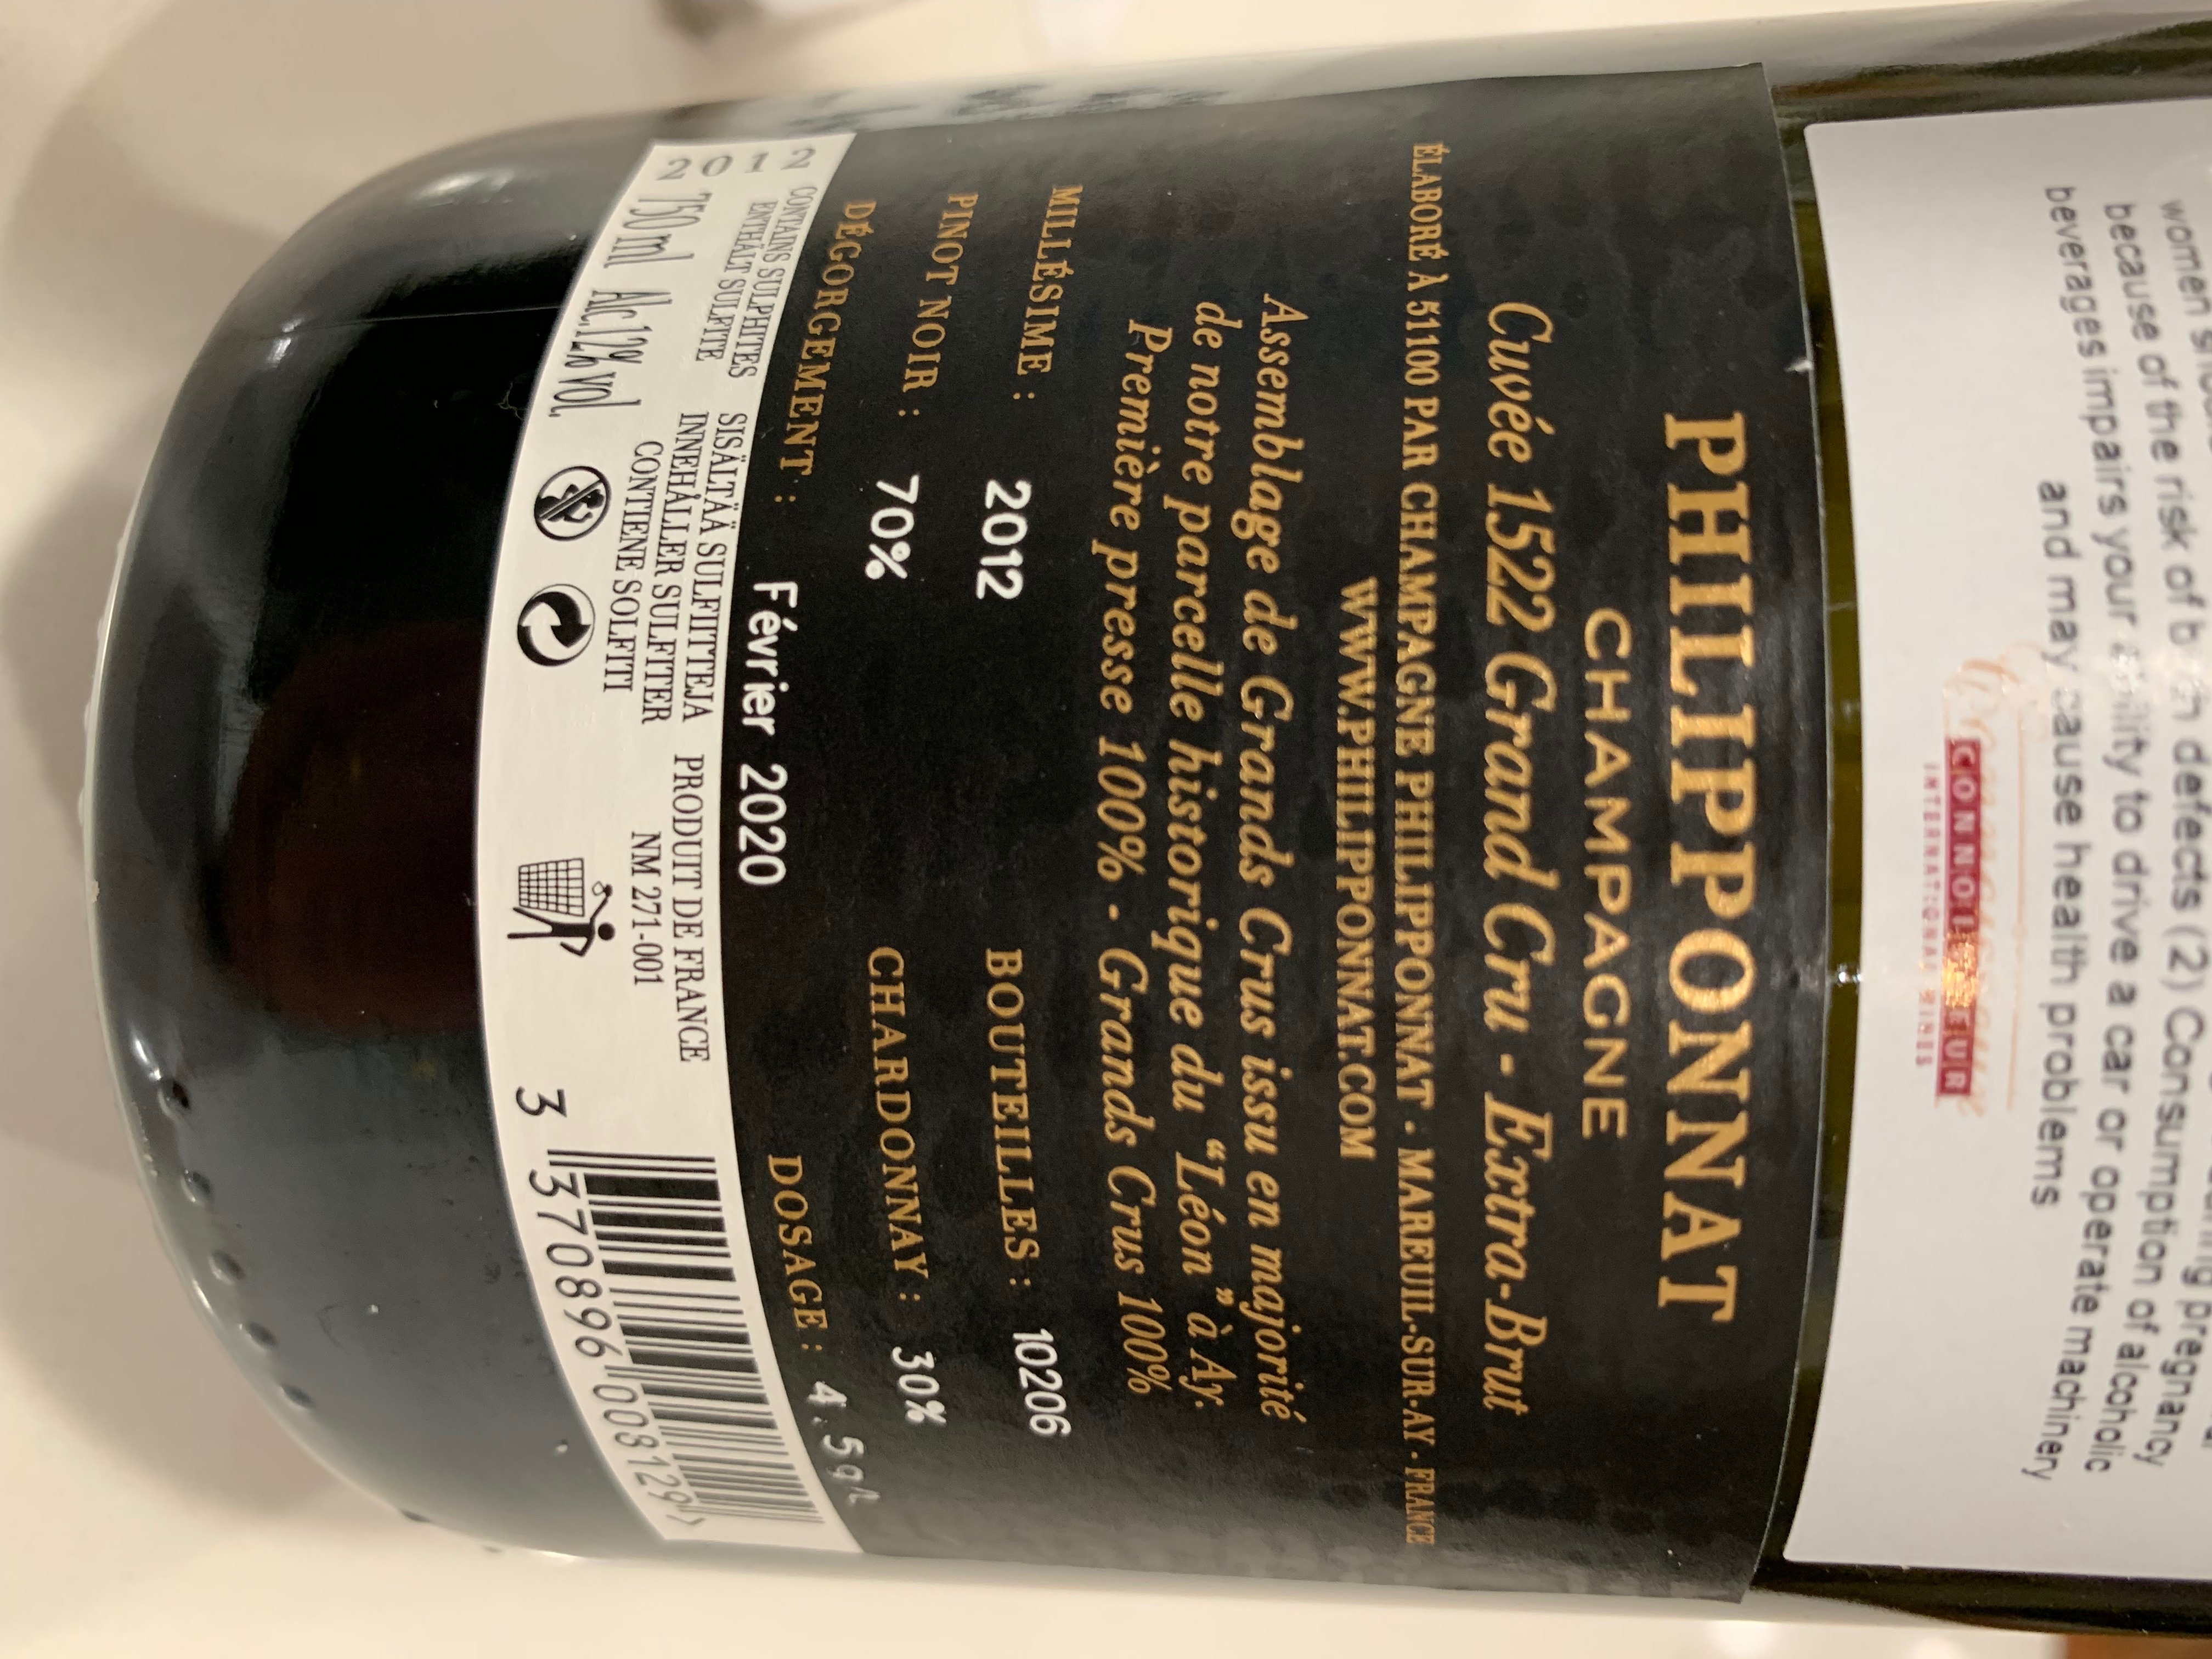 because of the risk of
defects (2) Consumption of alcoholic
beverages impairs your ability to drive a car or operate machinery
and may cause health problems
CONNOISSEUR
INTERNATIONAL WINES
PHILIPPONNAT
CHAMPAGNE
Cuvée 1522 Grand Cru - Extra-Brut
ÉLABORÉ À 51100 PAR CHAMPAGNE PHILIPPONNAT · MAREUIL-SUR-AY · FRANCE
WWW.PHILIPPONNAT.COM
Assemblage de Grands Crus issu en majorité
de notre parcelle historique du "Léon" à Ay.
Première presse 100% - Grands Crus 100%
MILLÉSIME : 2012 BOUTEILLES : 10206
PINOT NOIR : 70% CHARDONNAY : 30%
DÉGORGEMENT : Février 2020 DOSAGE : 4.5g/l
2012
CONTAINS SULPHITES SISÄLTÄÄ SULFIITTEJA PRODUIT DE FRANCE
ENTHÄLT SULFITE INNEHÅLLER SULFITER NM 271-001
CONTIENE SOLFITI
750ml Alc.12% vol
3 370896 008129 >